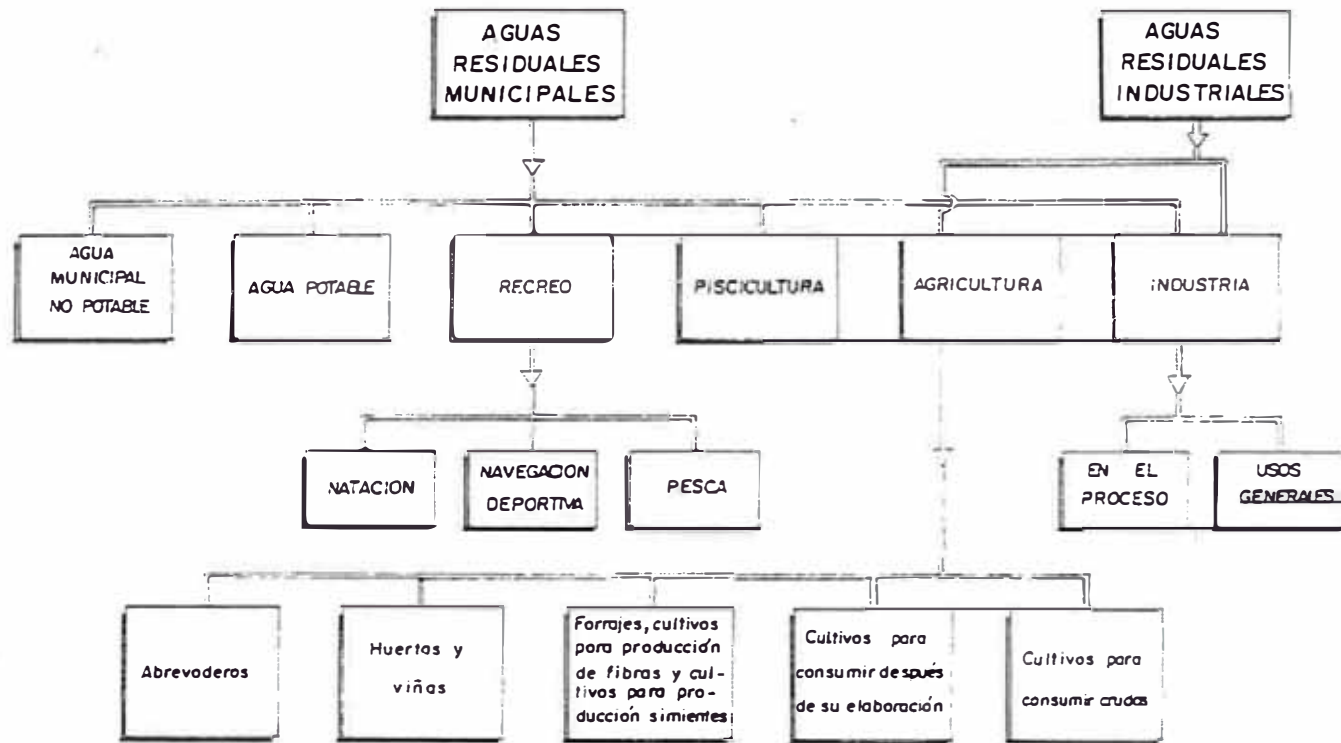 AGUAS
RESIDUALES
MUNICIPALES
AGUAS
RESIDUALES
INDUSTRIALES
AGUA
MUNICIPAL
NO POTABLE
AGUA POTABLE
RECREO
PISCICULTURA
AGRICULTURA
INDUSTRIA
NATACION
NAVEGACION
DEPORTIVA
PESCA
EN EL
PROCESO
USOS
GENERALES
Abrevaderos
Huertas y
viñas
Forrajes, cultivos
para producción
de fibras y cul-
tivos para pro-
ducción simientes
Cultivos para
consumir después
de su elaboración
Cultivos para
consumir crudos